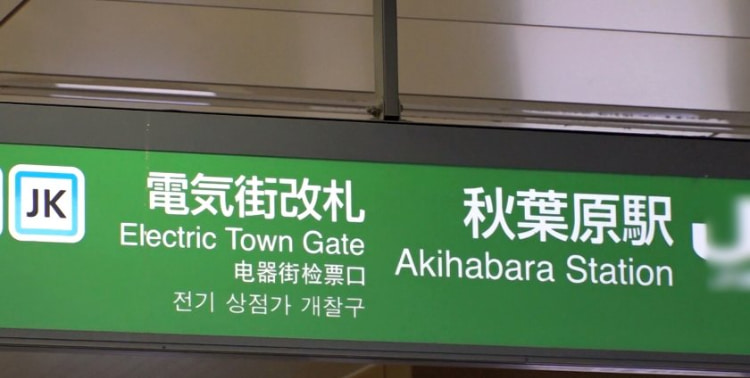 JK
電気街改札
Electric Town Gate
电器街检票口
전기 상점가 개찰구
秋葉原駅
Akihabara Station